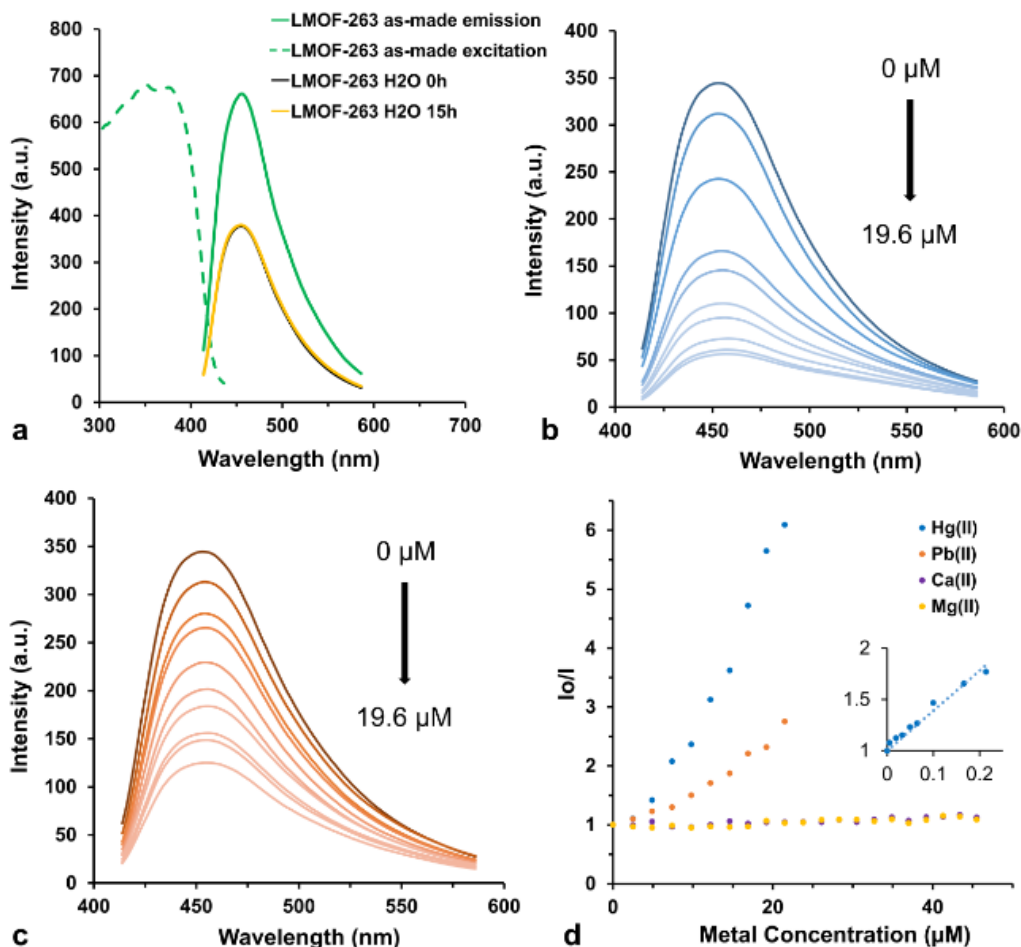 LMOF-263 as-made emission
LMOF-263 as-made excitation
LMOF-263 H2O 0h
LMOF-263 H2O 15h
800
700
600
500
400
300
200
100
0
Intensity (a.u.)
300 400 500 600 700
a
Wavelength (nm)
400
350
300
250
200
150
100
50
0
Intensity (a.u.)
0 µM
19.6 µM
400 450 500 550 600
b
Wavelength (nm)
400
350
300
250
200
150
100
50
0
Intensity (a.u.)
0 µM
19.6 µM
400 450 500 550 600
c
Wavelength (nm)
6
5
4
3
2
1
0
Io/I
Hg(II)
Pb(II)
Ca(II)
Mg(II)
2
1.5
1
0 0.1 0.2
0 20 40
d
Metal Concentration (µM)